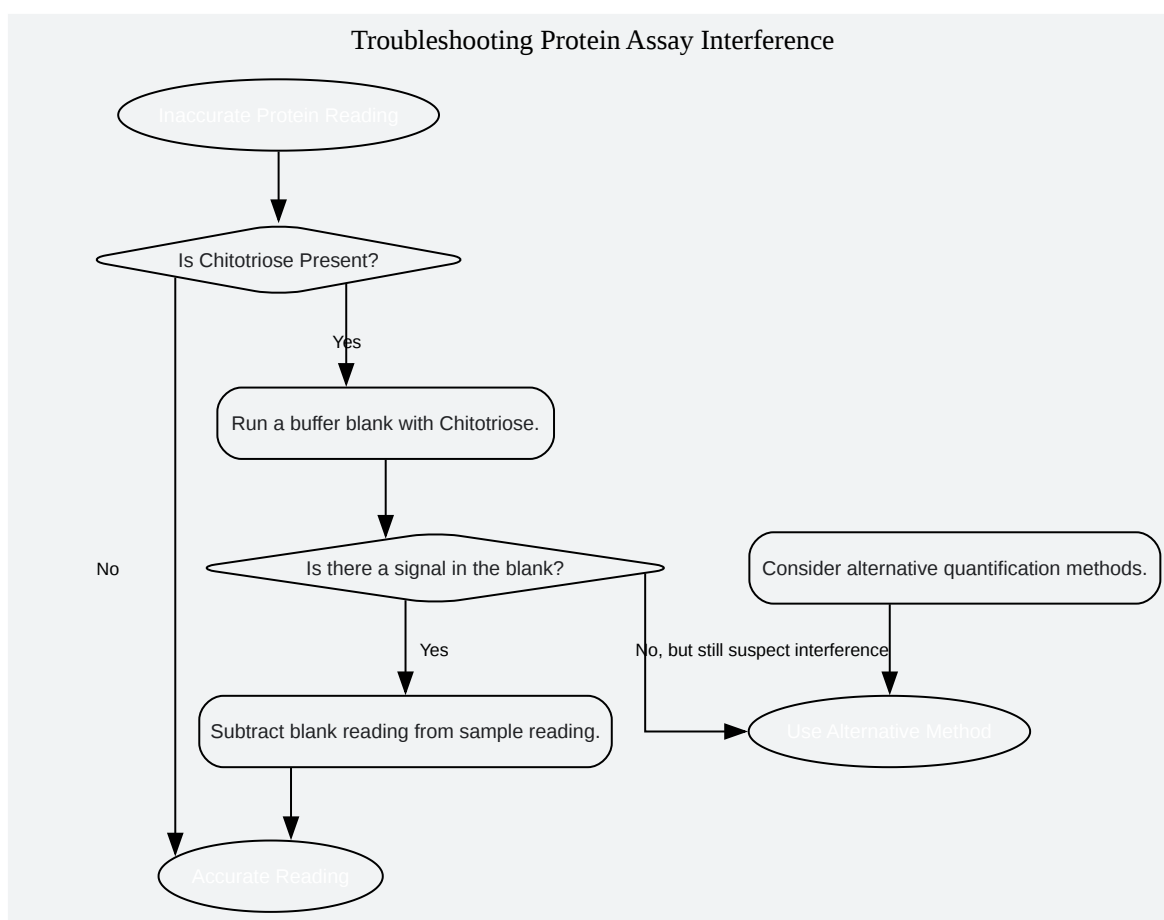 Troubleshooting Protein Assay Interference
Inaccurate Protein Reading
Is Chitotriose Present?
Yes
Run a buffer blank with Chitotriose.
No
Is there a signal in the blank?
Consider alternative quantification methods.
Yes
No, but still suspect interference
Subtract blank reading from sample reading.
Use Alternative Method
Accurate Reading